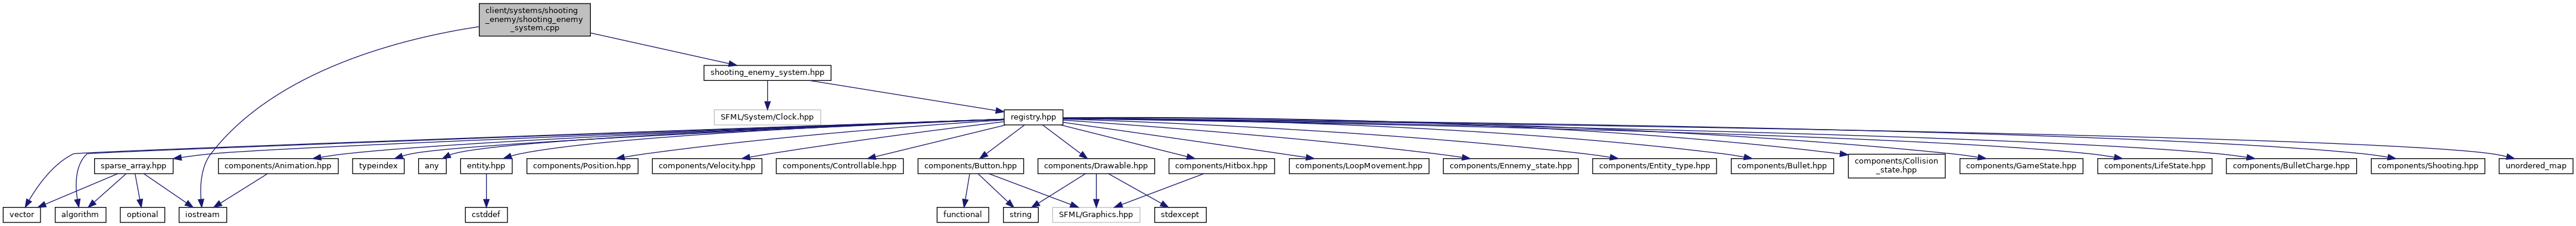 client/systems/shooting
_enemy/shooting_enemy
_system.cpp
shooting_enemy_system.hpp
SFML/System/Clock.hpp
registry.hpp
sparse_array.hpp
components/Animation.hpp
typeindex
any
entity.hpp
components/Position.hpp
components/Velocity.hpp
components/Controllable.hpp
components/Button.hpp
components/Drawable.hpp
components/Hitbox.hpp
components/LoopMovement.hpp
components/Ennemy_state.hpp
components/Entity_type.hpp
components/Bullet.hpp
components/Collision
_state.hpp
components/GameState.hpp
components/LifeState.hpp
components/BulletCharge.hpp
components/Shooting.hpp
unordered_map
vector
algorithm
optional
iostream
cstddef
functional
string
SFML/Graphics.hpp
stdexcept